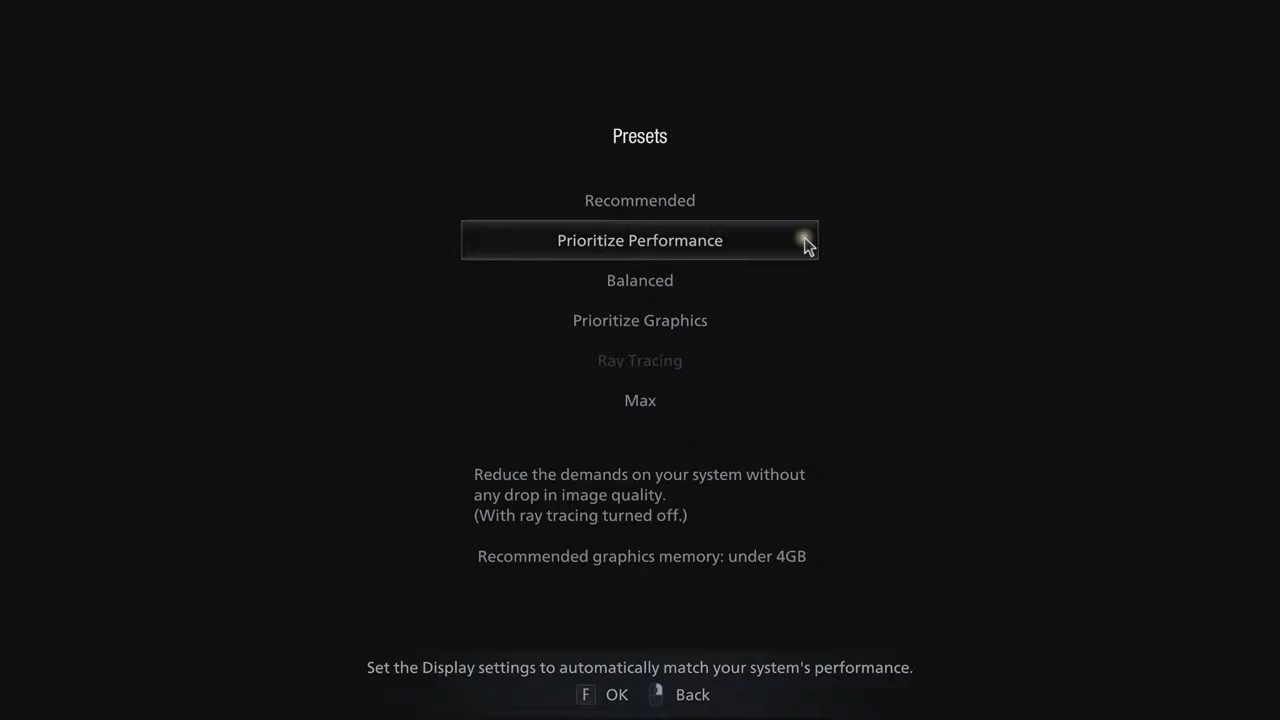 Presets
Recommended
Prioritize Performance
Balanced
Prioritize Graphics
Ray Tracing
Max
Reduce the demands on your system without
any drop in image quality.
(With ray tracing turned off.)
Recommended graphics memory: under 4GB
Set the Display settings to automatically match your system's performance.
F OK Back